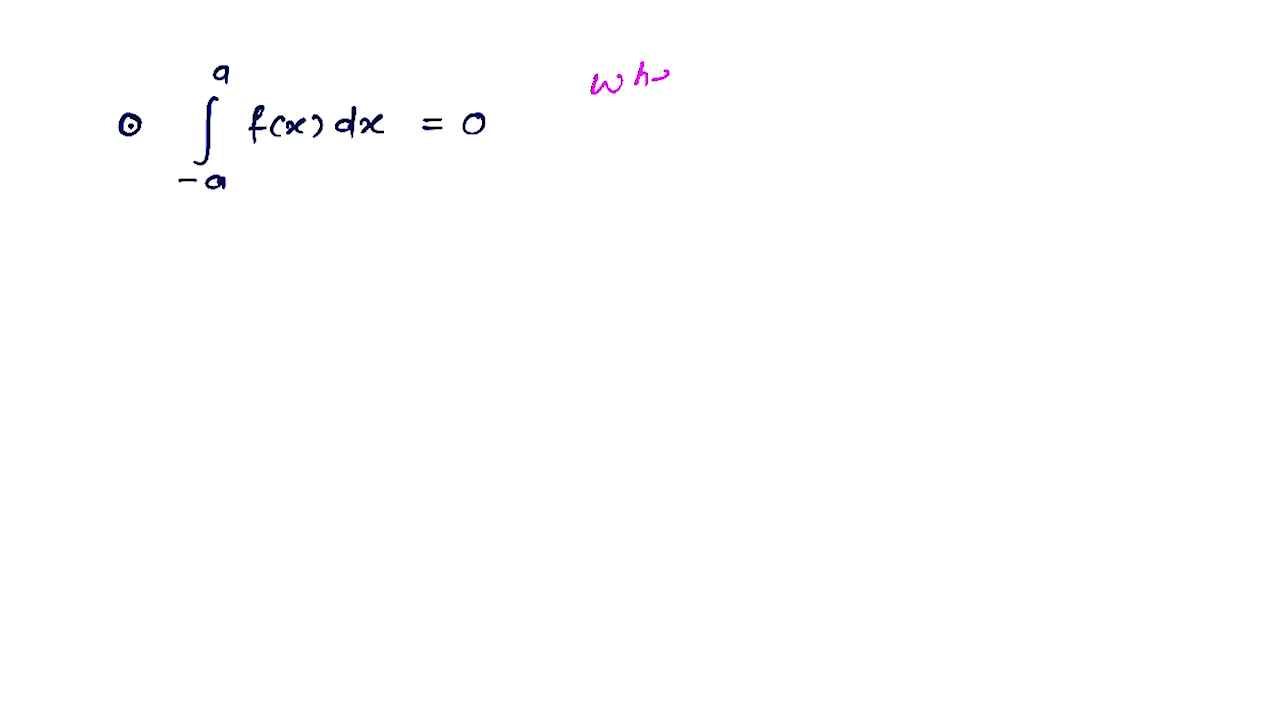 ⊙ ∫_{-a}^{a} f(x) dx = 0